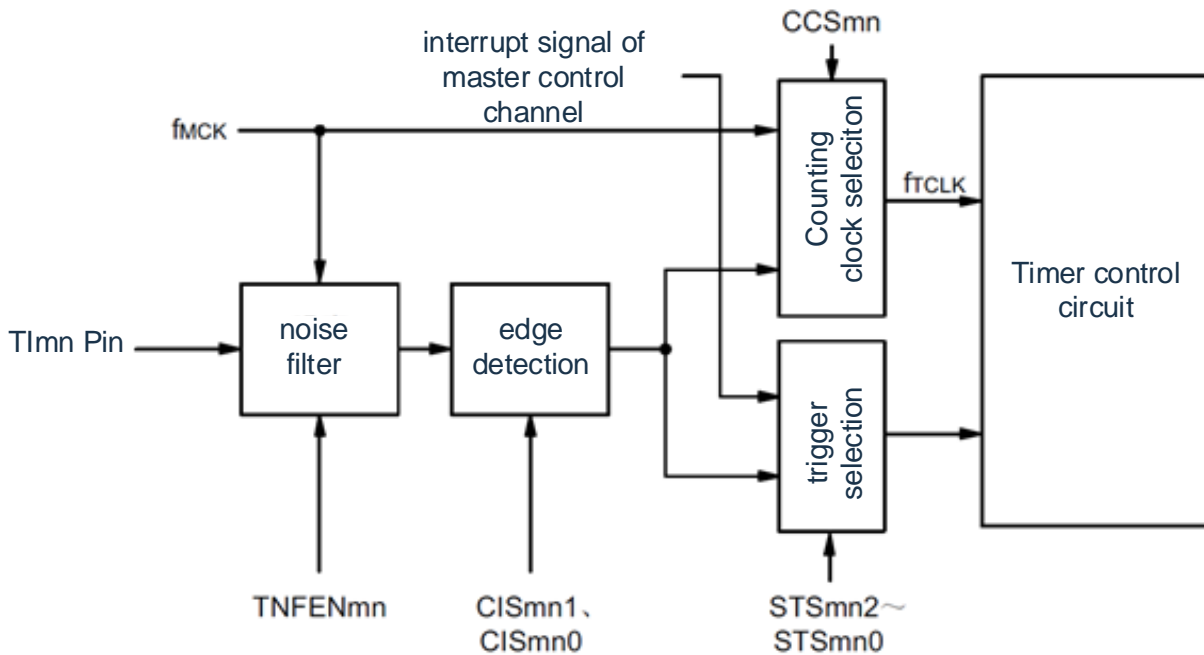 CCSmn
interrupt signal of
master control
channel
fMCK
Counting
clock seleciton
fTCLK
Timer control
circuit
TImn Pin
noise
filter
edge
detection
trigger
selection
TNFENmn
CISmn1、
CISmn0
STSmn2～
STSmn0